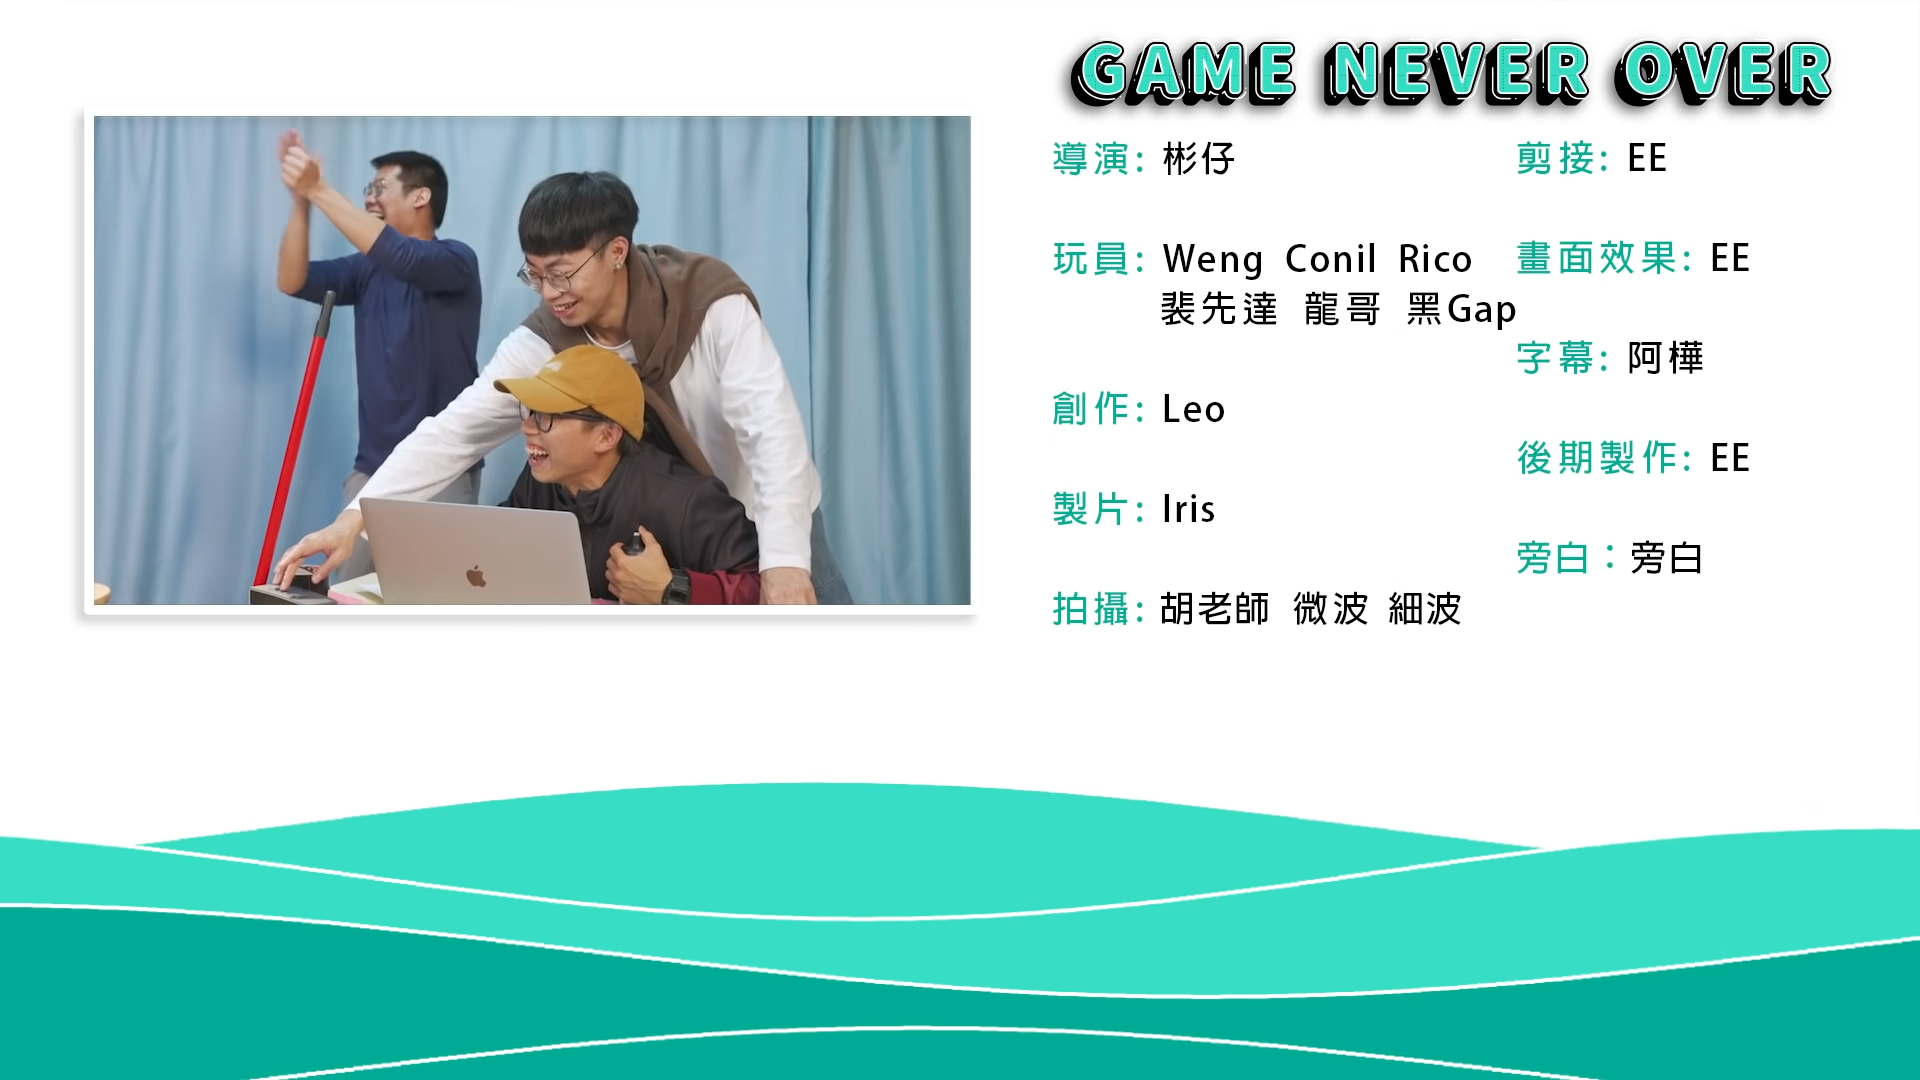 GAME NEVER OVER
導演: 彬仔
玩員: Weng Conil Rico
裴先達 龍哥 黑Gap
創作: Leo
製片: Iris
拍攝: 胡老師 微波 細波
剪接: EE
畫面效果: EE
字幕: 阿樺
後期製作: EE
旁白：旁白